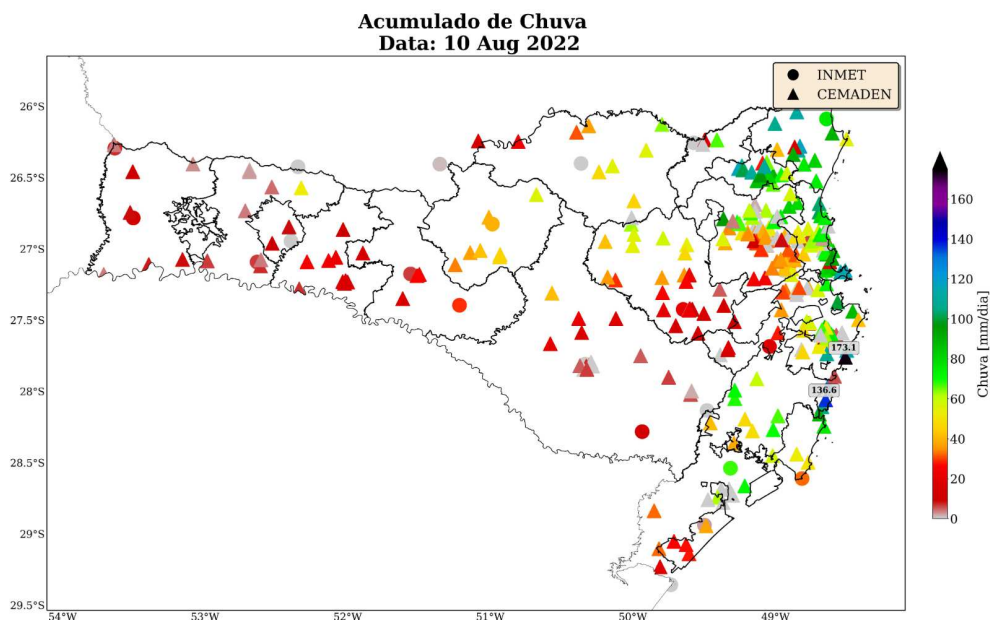 Acumulado de Chuva
Data: 10 Aug 2022
INMET
CEMADEN
26°S
26.5°S
27°S
27.5°S
28°S
28.5°S
29°S
29.5°S
54°W
53°W
52°W
51°W
50°W
49°W
173.1
136.6
160
140
120
100
80
60
40
20
0
Chuva [mm/dia]